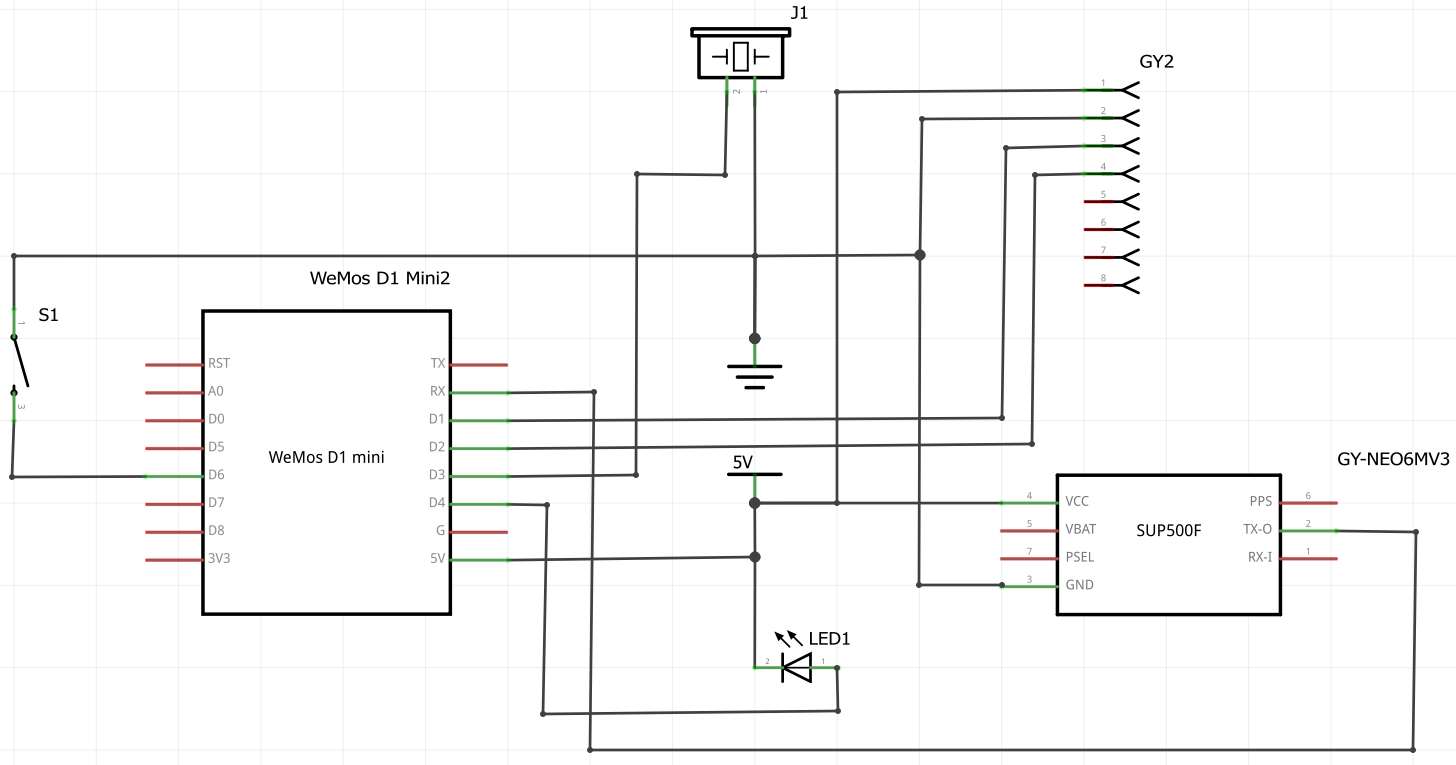 J1
2 1
GY2
1
2
3
4
5
6
7
8
WeMos D1 Mini2
S1
1
3
RST TX
A0 RX
D0 D1
D5 D2
WeMos D1 mini
D6 D3
D7 D4
D8 G
3V3 5V
5V
GY-NEO6MV3
4 VCC PPS 6
5 VBAT SUP500F TX-O 2
7 PSEL RX-I 1
3 GND
LED1
2 1